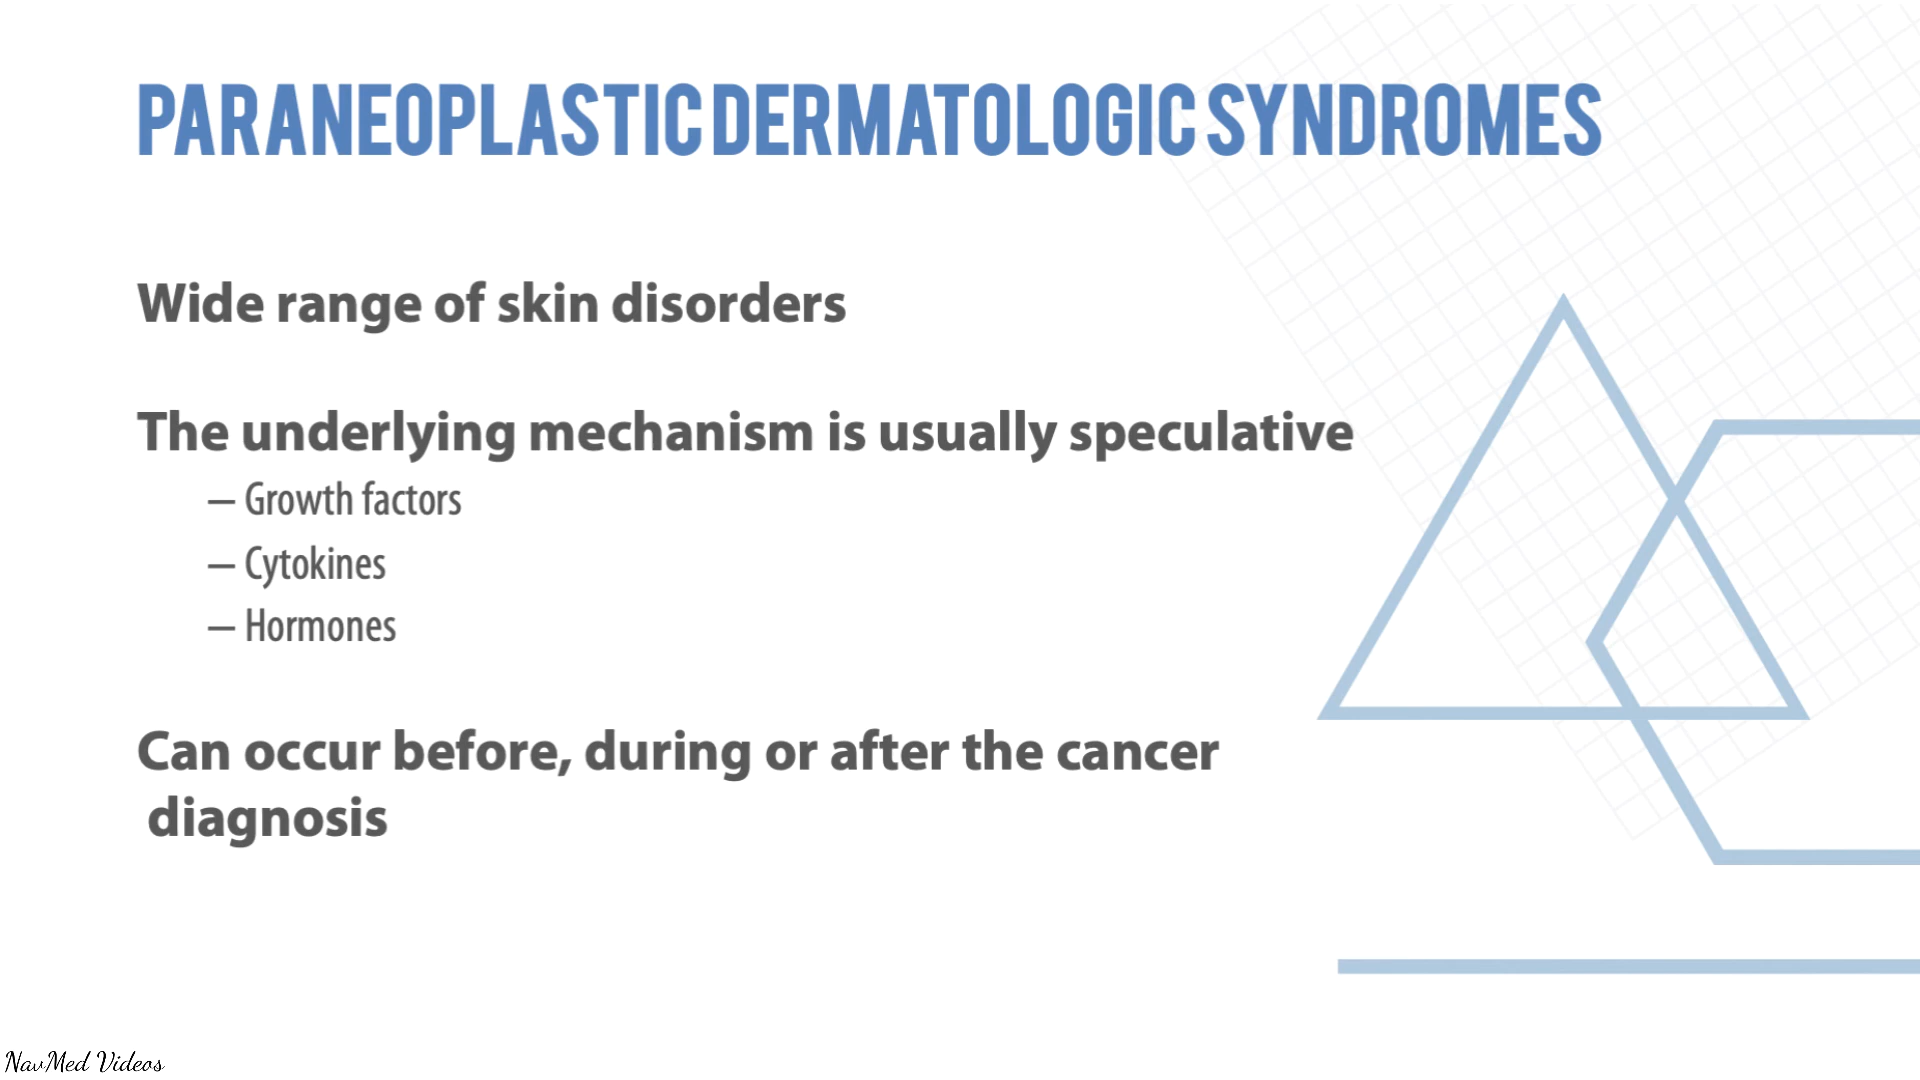 PARANEOPLASTIC DERMATOLOGIC SYNDROMES
Wide range of skin disorders
The underlying mechanism is usually speculative
– Growth factors
– Cytokines
– Hormones
Can occur before, during or after the cancer
diagnosis
NavMed Videos